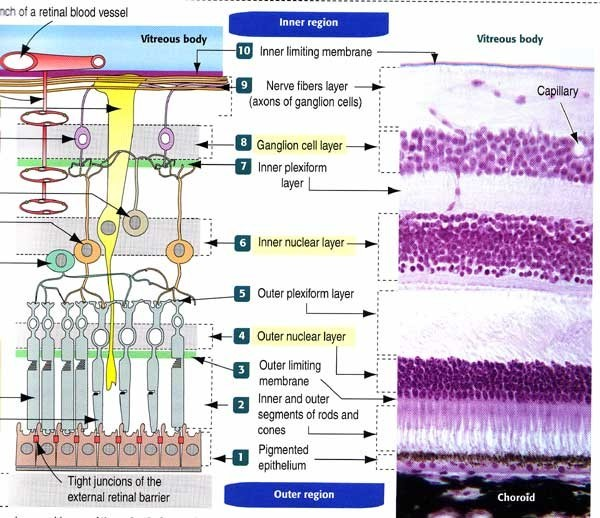 nch of a retinal blood vessel
Vitreous body
Inner region
Vitreous body
10 Inner limiting membrane
9 Nerve fibers layer
(axons of ganglion cells)
Capillary
8 Ganglion cell layer
7 Inner plexiform
layer
6 Inner nuclear layer
5 Outer plexiform layer
4 Outer nuclear layer
3 Outer limiting
membrane
2 Inner and outer
segments of rods and
cones
1 Pigmented
epithelium
Tight juncions of the
external retinal barrier
Outer region
Choroid